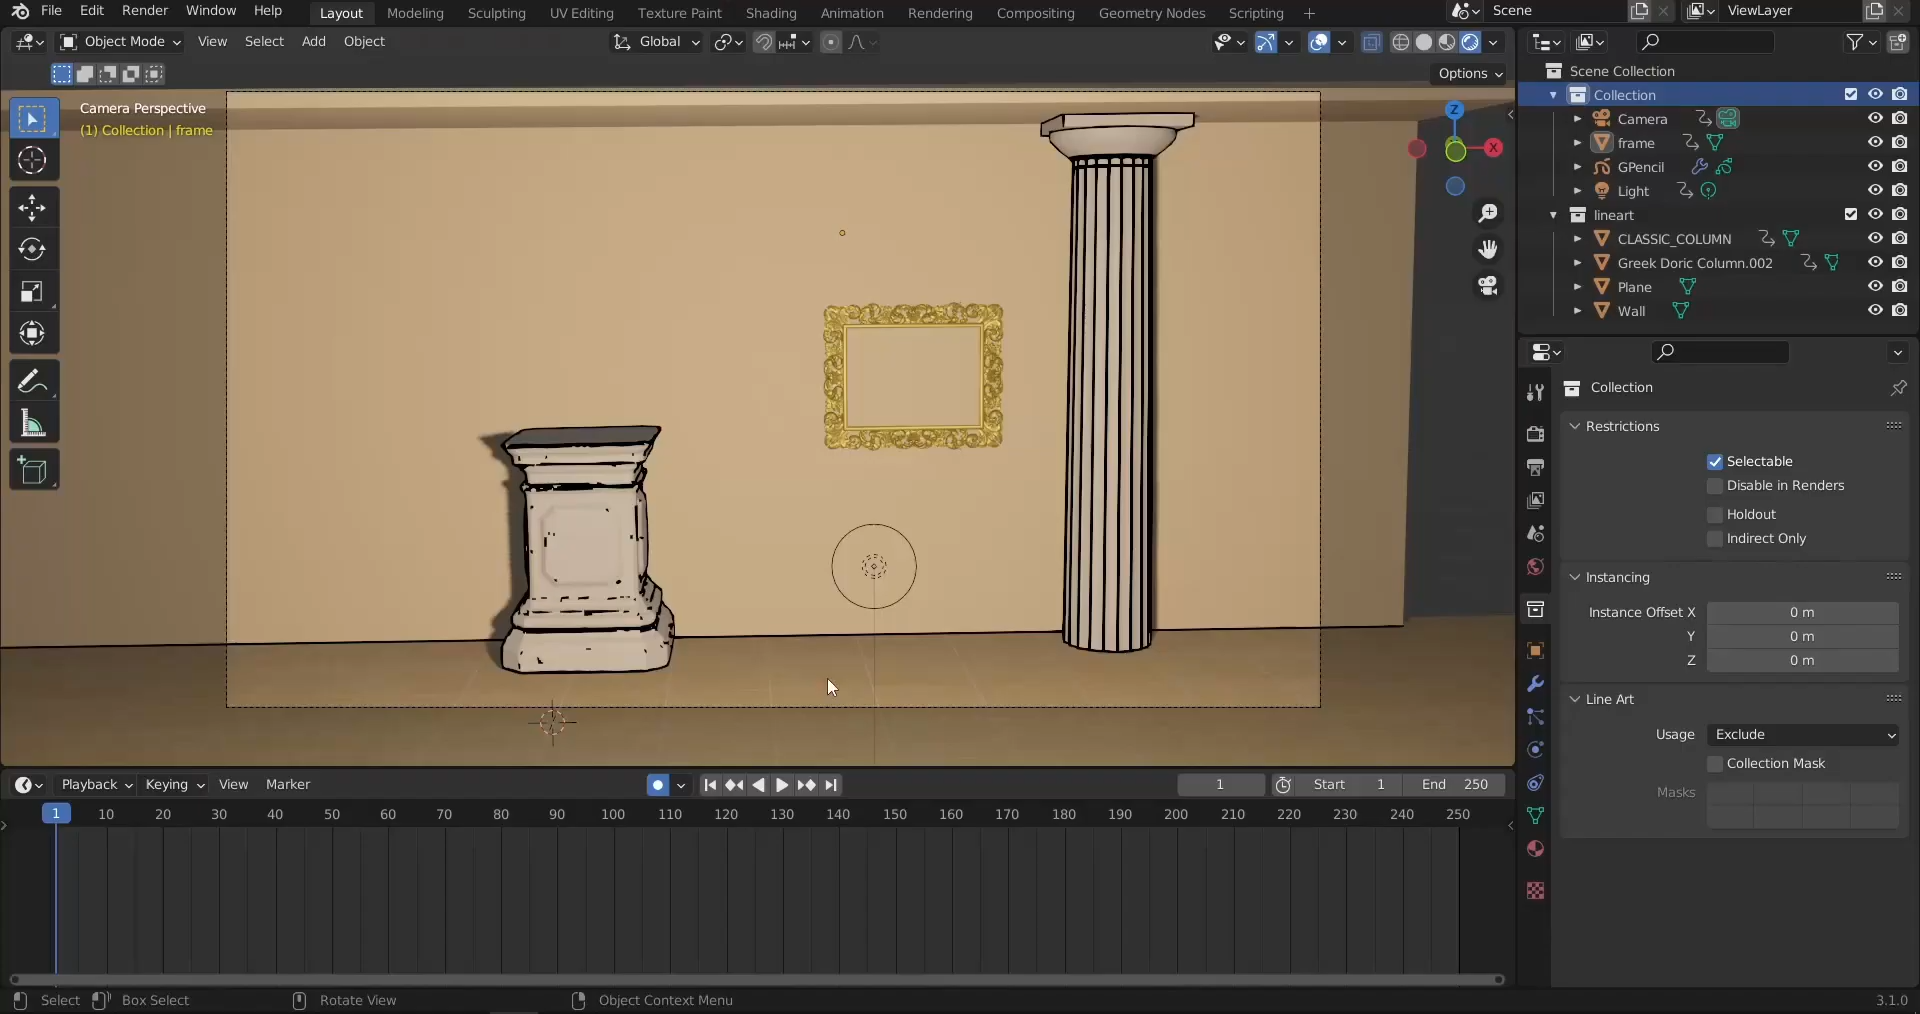 File Edit Render Window Help Layout Modeling Sculpting UV Editing Texture Paint Shading Animation Rendering Compositing Geometry Nodes Scripting + Scene ViewLayer
Object Mode View Select Add Object Global
Options
Camera Perspective
(1) Collection | frame
Z
X
Scene Collection
Collection
Camera
frame
GPencil
Light
lineart
CLASSIC_COLUMN
Greek Doric Column.002
Plane
Wall
Collection
Restrictions
Selectable
Disable in Renders
Holdout
Indirect Only
Instancing
Instance Offset X 0 m
Y 0 m
Z 0 m
Line Art
Usage Exclude
Collection Mask
Masks
Playback Keying View Marker 1 Start 1 End 250
1 10 20 30 40 50 60 70 80 90 100 110 120 130 140 150 160 170 180 190 200 210 220 230 240 250
Select Box Select Rotate View Object Context Menu 3.1.0